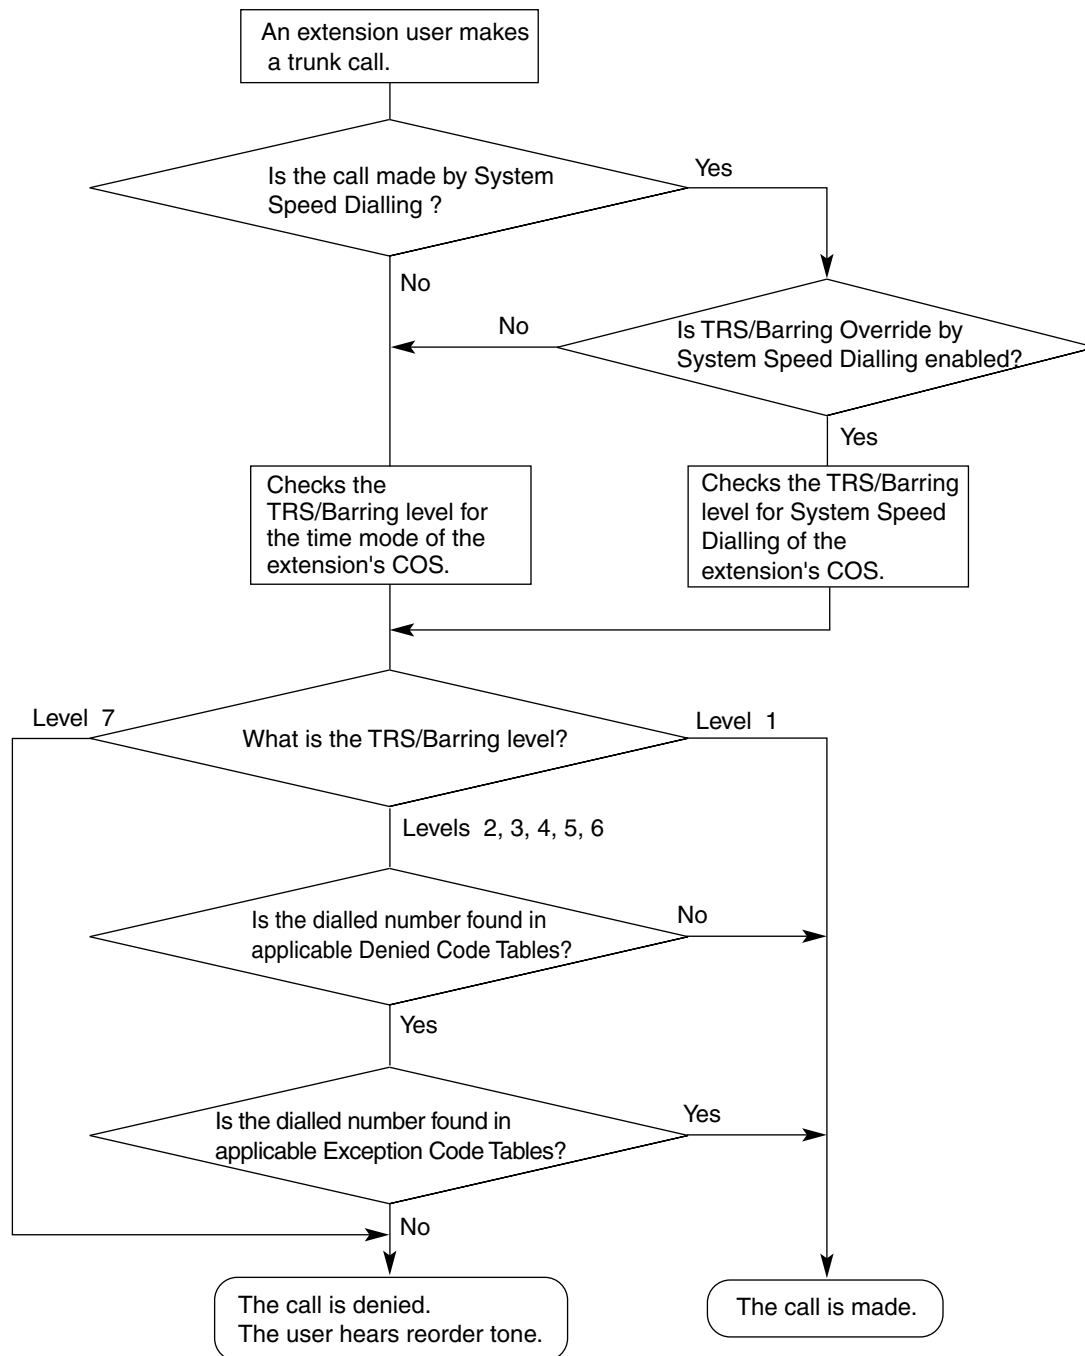 An extension user makes
a trunk call.
Is the call made by System
Speed Dialling ?
Yes
No
No
Is TRS/Barring Override by
System Speed Dialling enabled?
Yes
Checks the
TRS/Barring level for
the time mode of the
extension's COS.
Checks the TRS/Barring
level for System Speed
Dialling of the
extension's COS.
Level 7
What is the TRS/Barring level?
Level 1
Levels 2, 3, 4, 5, 6
Is the dialled number found in
applicable Denied Code Tables?
No
Yes
Is the dialled number found in
applicable Exception Code Tables?
Yes
No
The call is denied.
The user hears reorder tone.
The call is made.